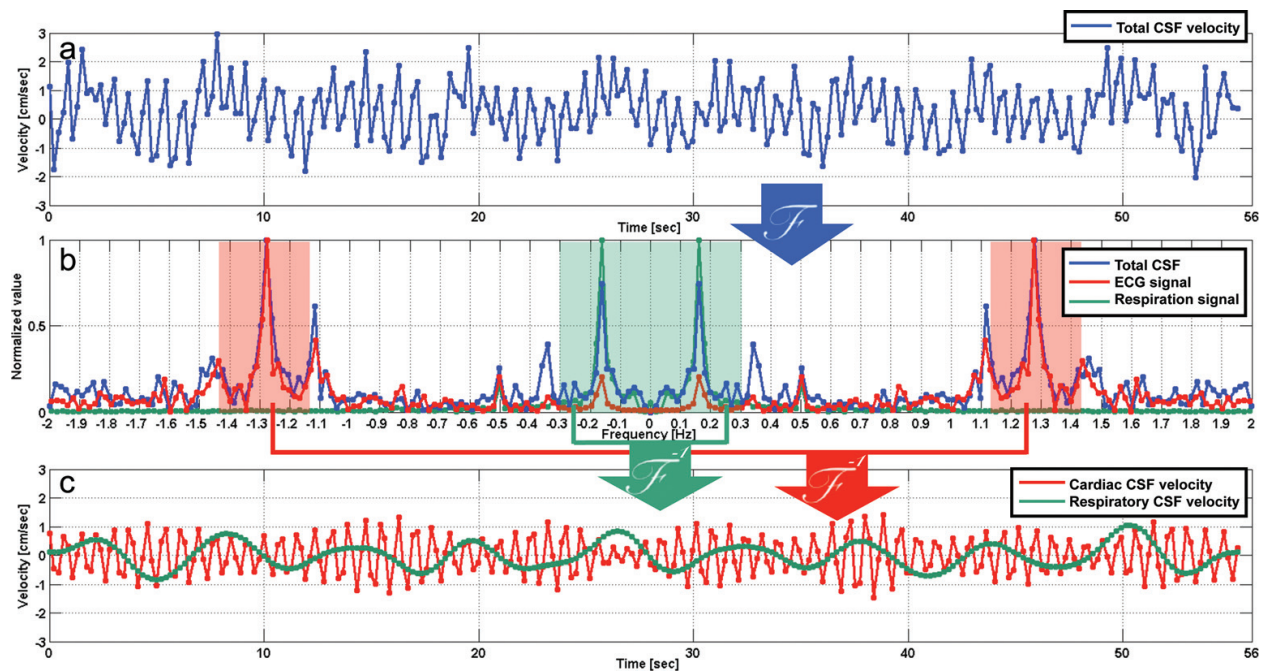 a
Total CSF velocity
Velocity [cm/sec]
3
2
1
0
-1
-2
-3
0 10 20 30 40 50 56
Time [sec]
ℱ
b
Total CSF
ECG signal
Respiration signal
Normalized value
1
0.5
0
-2 -1.9 -1.8 -1.7 -1.6 -1.5 -1.4 -1.3 -1.2 -1.1 -1 -0.9 -0.8 -0.7 -0.6 -0.5 -0.4 -0.3 -0.2 -0.1 0 0.1 0.2 0.3 0.4 0.5 0.6 0.7 0.8 0.9 1 1.1 1.2 1.3 1.4 1.5 1.6 1.7 1.8 1.9 2
Frequency [Hz]
ℱ⁻¹ ℱ⁻¹
c
Cardiac CSF velocity
Respiratory CSF velocity
Velocity [cm/sec]
3
2
1
0
-1
-2
-3
0 10 20 30 40 50 56
Time [sec]